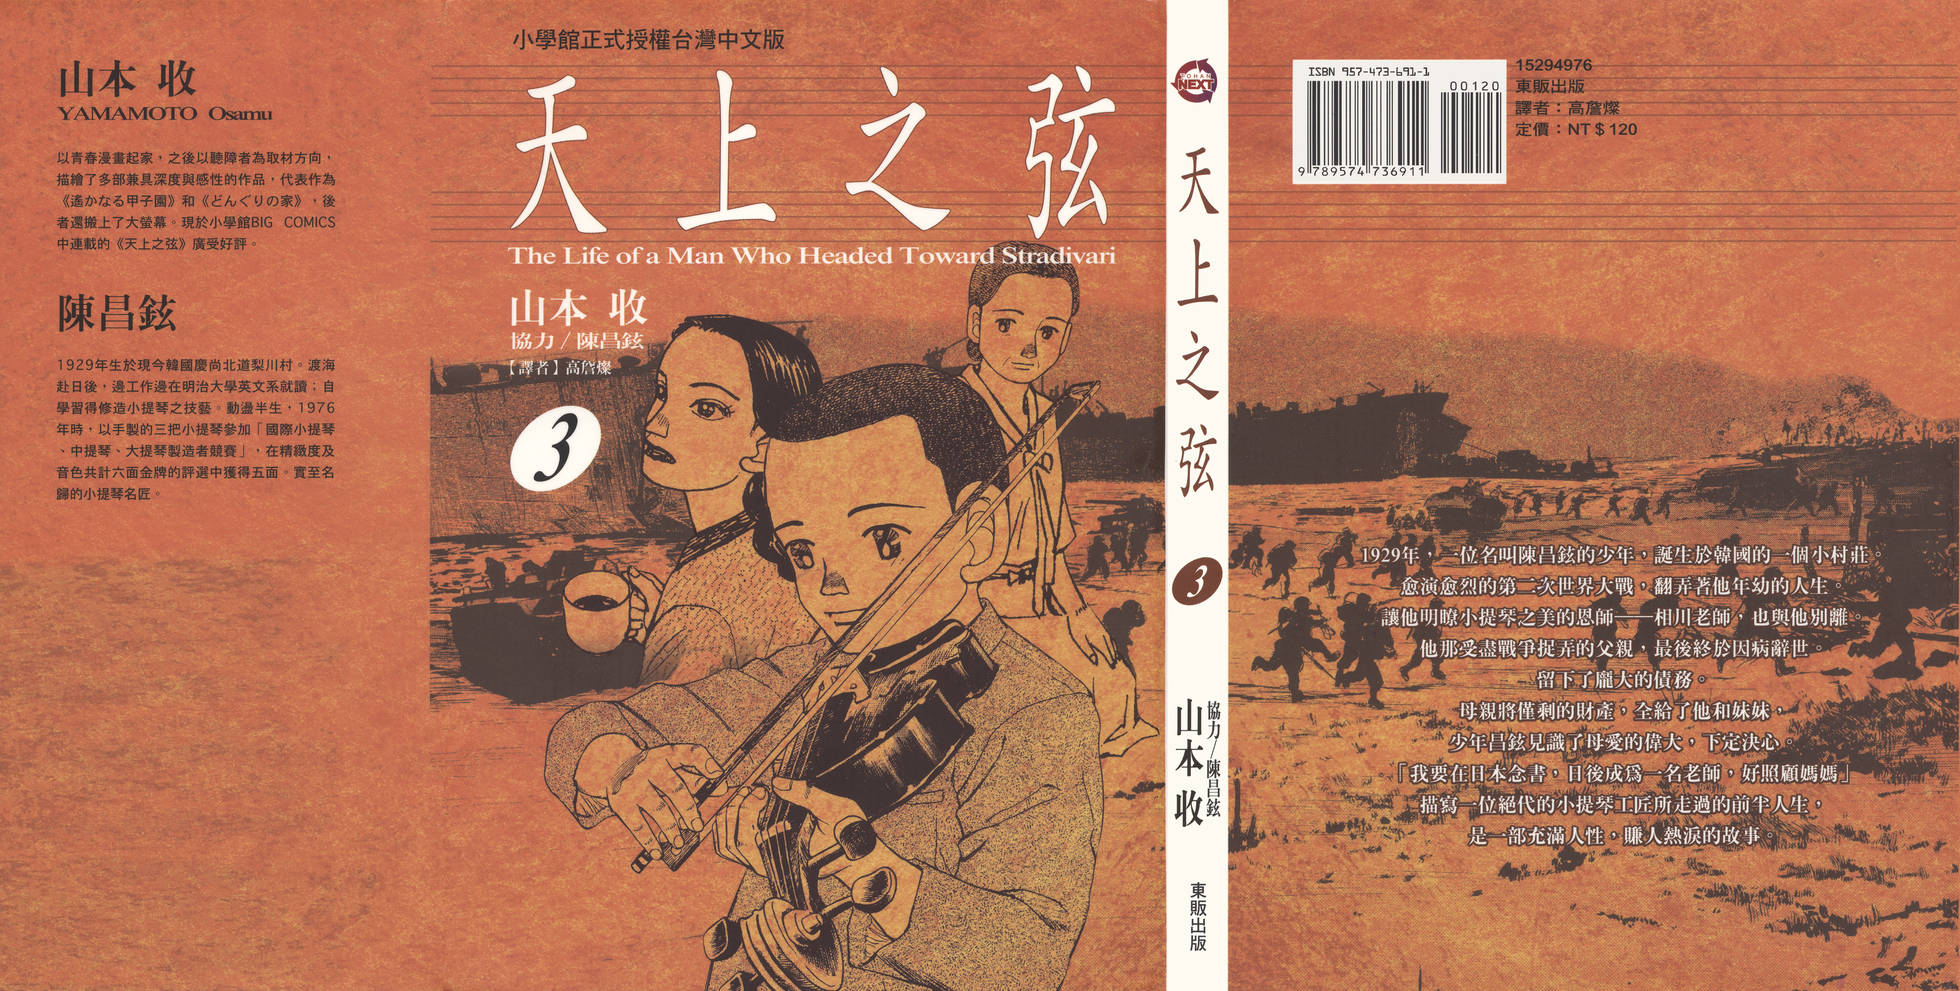 山本 收
YAMAMOTO Osamu
以青春漫畫起家，之後以聽障者為取材方向，
描繪了多部兼具深度與感性的作品，代表作為
《遙かなる甲子園》和《どんぐりの家》，後
者還搬上了大螢幕。現於小學館BIG COMICS
中連載的《天上之弦》廣受好評。
陳昌鉉
1929年生於現今韓國慶尚北道梨川村。渡海
赴日後，邊工作邊在明治大學英文系就讀；自
學習得修造小提琴之技藝。動盪半生，1976
年時，以手製的三把小提琴參加「國際小提琴
、中提琴、大提琴製造者競賽」，在精緻度及
音色共計六面金牌的評選中獲得五面。實至名
歸的小提琴名匠。
小學館正式授權台灣中文版
天上之弦
The Life of a Man Who Headed Toward Stradivari
山本 收
協力/陳昌鉉
【譯者】高詹燦
3
TOHAN
NEXT
天上之弦
3
協力/陳昌鉉
山本 收
東販出版
ISBN 957-473-691-1
00120
9 789574 736911
15294976
東販出版
譯者：高詹燦
定價：NT＄120
1929年，一位名叫陳昌鉉的少年，誕生於韓國的一個小村莊。
愈演愈烈的第二次世界大戰，翻弄著他年幼的人生。
讓他明瞭小提琴之美的恩師——相川老師，也與他別離。
他那受盡戰爭捉弄的父親，最後終於因病辭世。
留下了龐大的債務。
母親將僅剩的財產，全給了他和妹妹，
少年昌鉉見識了母愛的偉大，下定決心。
「我要在日本念書，日後成為一名老師，好照顧媽媽」
描寫一位絕代的小提琴工匠所走過的前半人生，
是一部充滿人性，賺人熱淚的故事。